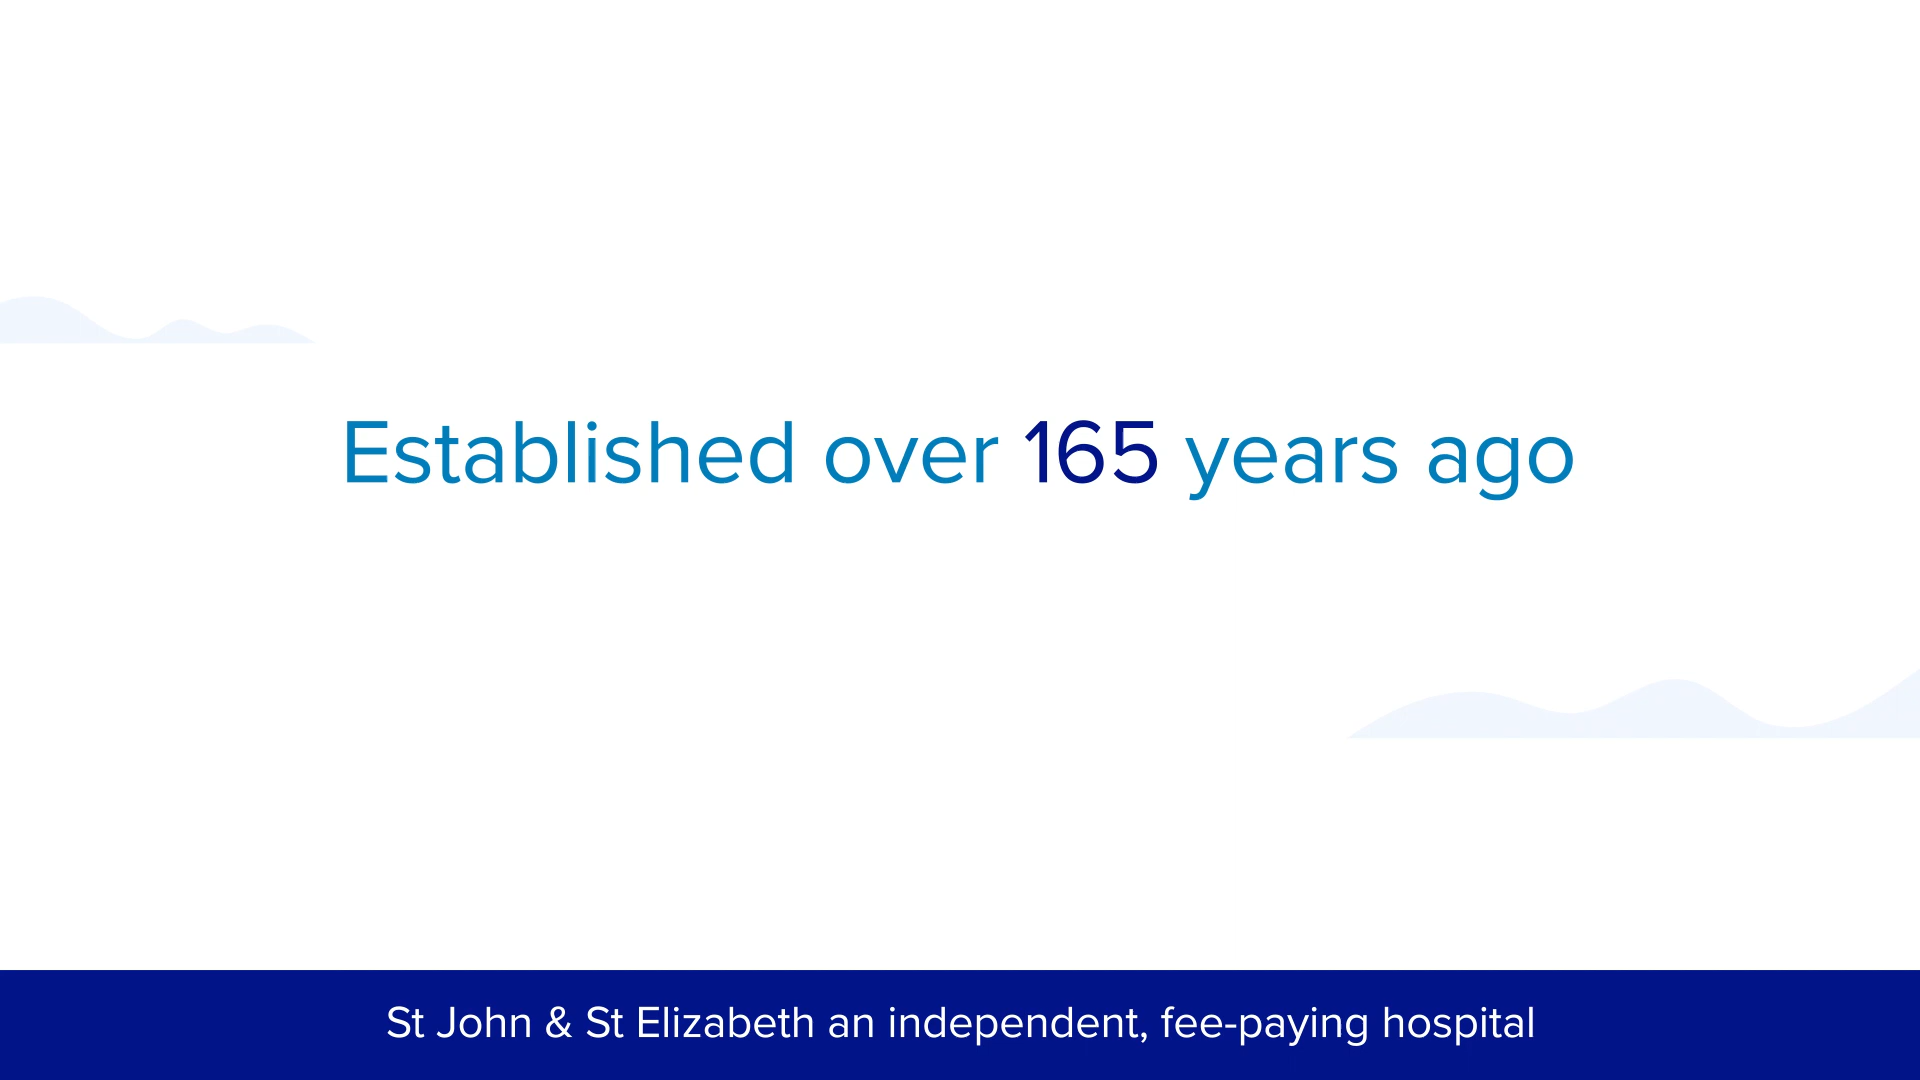 Established over 165 years ago
St John & St Elizabeth an independent, fee-paying hospital